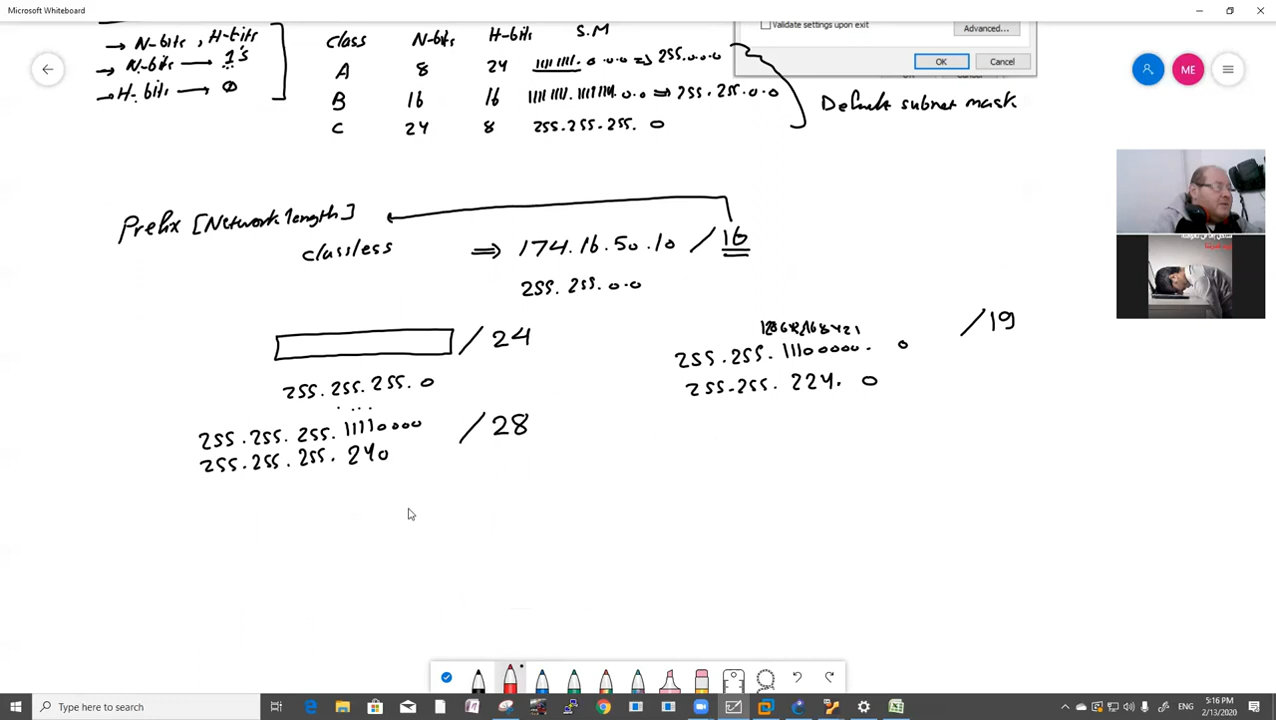 Microsoft Whiteboard
→ N-bits , H-bits
→ N-bits → 1's
→ H-bits → 0
class N-bits H-bits S.M
A 8 24 11111111.0.0.0 ⇒ 255.0.0.0
B 16 16 11111111.11111111.0.0 ⇒ 255.255.0.0
C 24 8 255.255.255.0
Default subnet mask
Validate settings upon exit
Advanced...
OK Cancel
ME
Prefix [Network length]
classless ⇒ 174.16.50.10 /16
255.255.0.0
/24
255.255.255.0
255.255.255.11110000 /28
255.255.255.240
/19
255.255.11100000.0
255.255.224.0
Type here to search
ENG
5:16 PM
2/13/2020